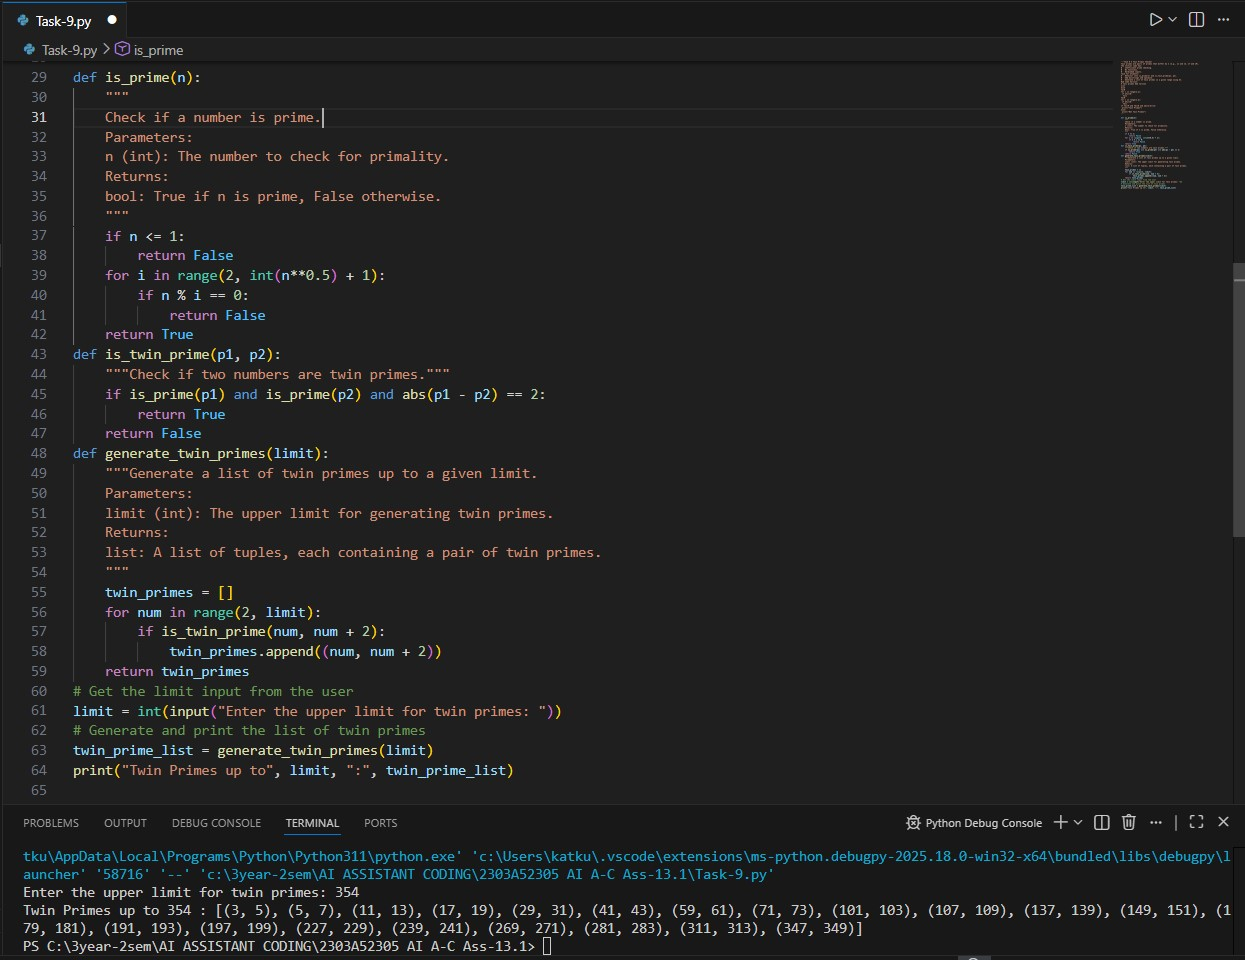 Task-9.py
Task-9.py > is_prime
29 def is_prime(n):
30 """
31 Check if a number is prime.
32 Parameters:
33 n (int): The number to check for primality.
34 Returns:
35 bool: True if n is prime, False otherwise.
36 """
37 if n <= 1:
38 return False
39 for i in range(2, int(n**0.5) + 1):
40 if n % i == 0:
41 return False
42 return True
43 def is_twin_prime(p1, p2):
44 """Check if two numbers are twin primes."""
45 if is_prime(p1) and is_prime(p2) and abs(p1 - p2) == 2:
46 return True
47 return False
48 def generate_twin_primes(limit):
49 """Generate a list of twin primes up to a given limit.
50 Parameters:
51 limit (int): The upper limit for generating twin primes.
52 Returns:
53 list: A list of tuples, each containing a pair of twin primes.
54 """
55 twin_primes = []
56 for num in range(2, limit):
57 if is_twin_prime(num, num + 2):
58 twin_primes.append((num, num + 2))
59 return twin_primes
60 # Get the limit input from the user
61 limit = int(input("Enter the upper limit for twin primes: "))
62 # Generate and print the list of twin primes
63 twin_prime_list = generate_twin_primes(limit)
64 print("Twin Primes up to", limit, ":", twin_prime_list)
65
PROBLEMS OUTPUT DEBUG CONSOLE TERMINAL PORTS Python Debug Console
tku\AppData\Local\Programs\Python\Python311\python.exe' 'c:\Users\katku\.vscode\extensions\ms-python.debugpy-2025.18.0-win32-x64\bundled\libs\debugpy\l
auncher' '58716' '--' 'c:\3year-2sem\AI ASSISTANT CODING\2303A52305 AI A-C Ass-13.1\Task-9.py'
Enter the upper limit for twin primes: 354
Twin Primes up to 354 : [(3, 5), (5, 7), (11, 13), (17, 19), (29, 31), (41, 43), (59, 61), (71, 73), (101, 103), (107, 109), (137, 139), (149, 151), (1
79, 181), (191, 193), (197, 199), (227, 229), (239, 241), (269, 271), (281, 283), (311, 313), (347, 349)]
PS C:\3year-2sem\AI ASSISTANT CODING\2303A52305 AI A-C Ass-13.1>